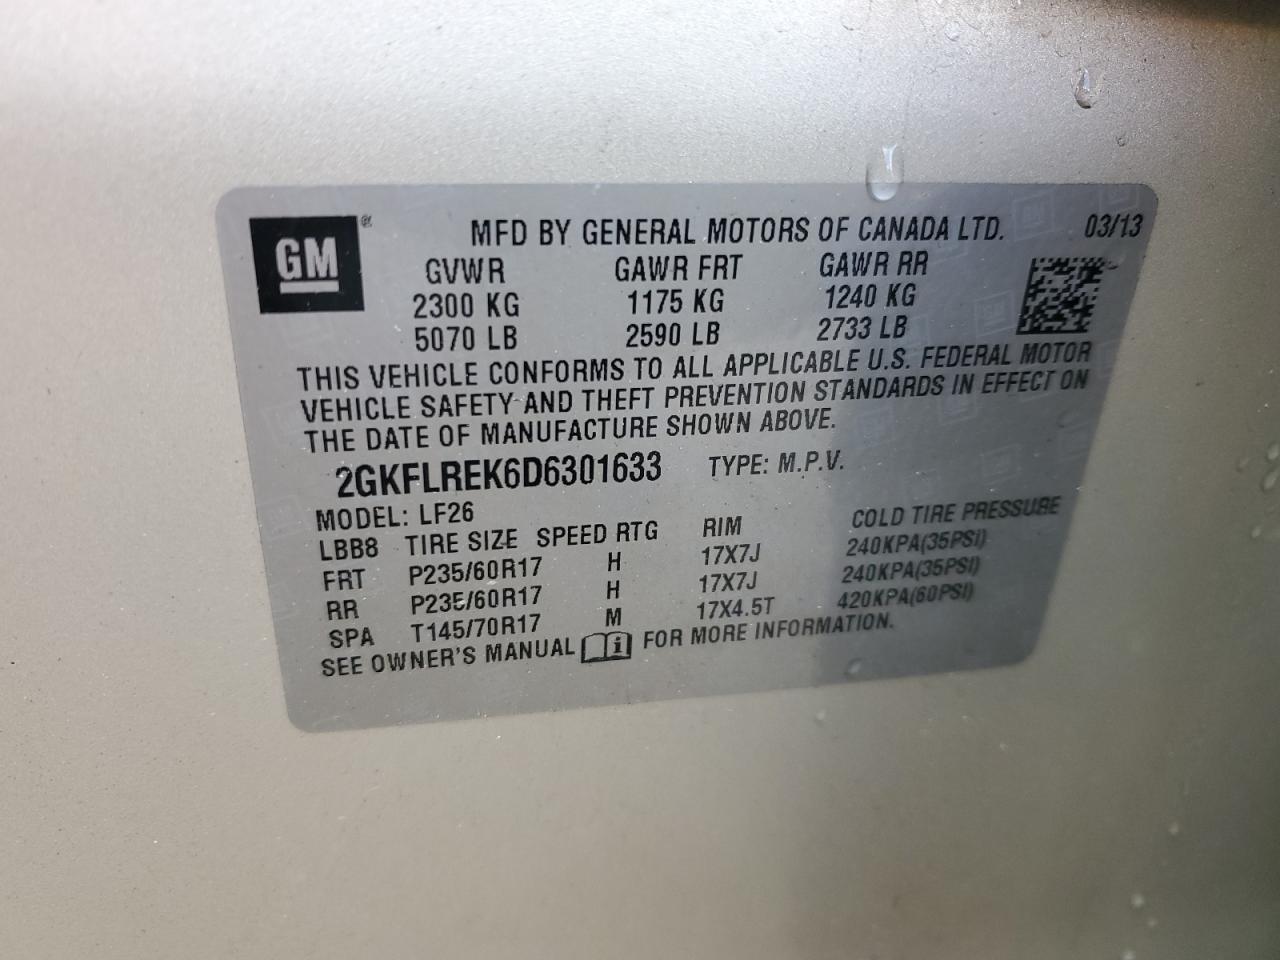 GM ®
MFD BY GENERAL MOTORS OF CANADA LTD. 03/13
GVWR GAWR FRT GAWR RR
2300 KG 1175 KG 1240 KG
5070 LB 2590 LB 2733 LB
THIS VEHICLE CONFORMS TO ALL APPLICABLE U.S. FEDERAL MOTOR
VEHICLE SAFETY AND THEFT PREVENTION STANDARDS IN EFFECT ON
THE DATE OF MANUFACTURE SHOWN ABOVE.
2GKFLREK6D6301633 TYPE: M.P.V.
MODEL: LF26
LBB8 TIRE SIZE SPEED RTG RIM COLD TIRE PRESSURE
FRT P235/60R17 H 17X7J 240KPA(35PSI)
RR P235/60R17 H 17X7J 240KPA(35PSI)
SPA T145/70R17 M 17X4.5T 420KPA(60PSI)
SEE OWNER'S MANUAL i FOR MORE INFORMATION.